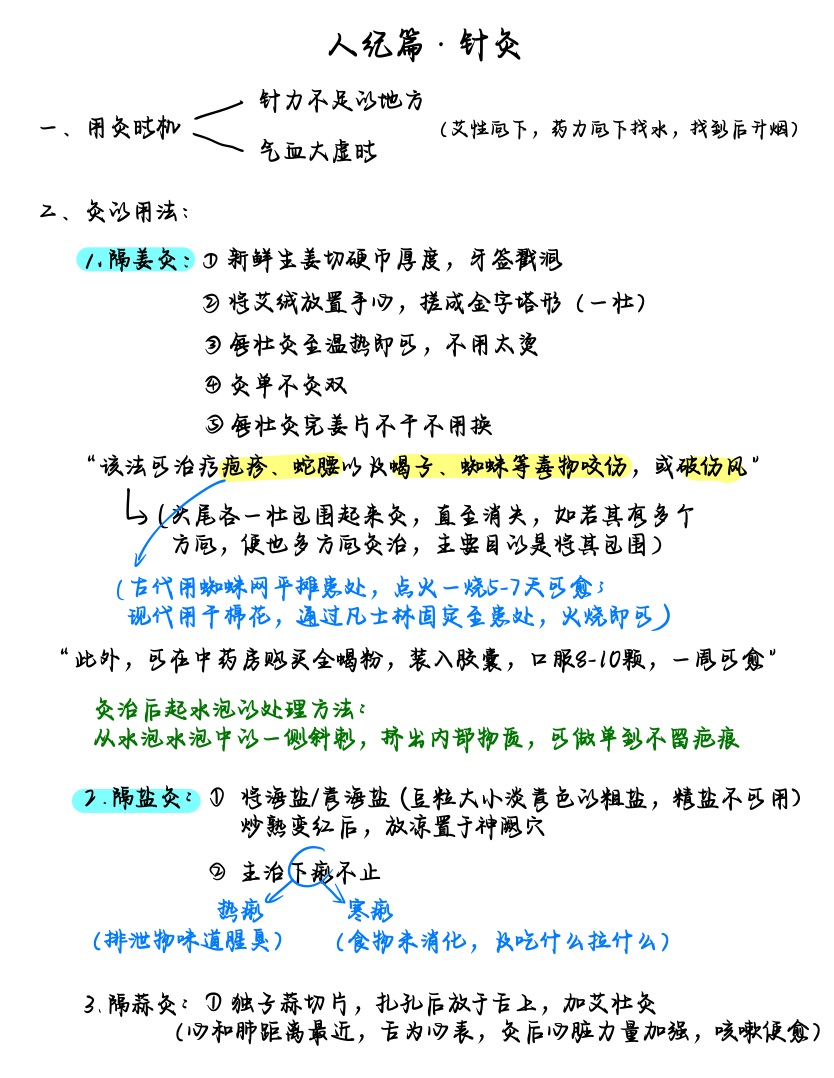 人纪篇·针灸
针力不足的地方
一、用灸时机
(艾性向下，药力向下找水，找到后升烟)
气血大虚时
二、灸的用法：
1.隔姜灸：① 新鲜生姜切硬币厚度，牙签戳洞
② 将艾绒放置手心，搓成金字塔形（一壮）
③ 每壮灸至温热即可，不用太烫
④ 灸单不灸双
⑤ 每壮灸完姜片不干不用换
“该法可治疗疱疹、蛇腰以及蝎子、蜘蛛等毒物咬伤，或破伤风”
(头尾各一壮包围起来灸，直至消失，如若其有多个
方向，便也多方向灸治，主要目的是将其包围)
(古代用蜘蛛网平摊患处，点火一烧5-7天可愈；
现代用干棉花，通过凡士林固定至患处，火烧即可)
“此外，可在中药房购买全蝎粉，装入胶囊，口服8-10颗，一周可愈”
灸治后起水泡的处理方法：
从水泡水泡中的一侧斜刺，挤出内部物质，可做单到不留疤痕
2.隔盐灸：① 将海盐/青海盐(豆粒大小淡青色的粗盐，精盐不可用)
炒熟变红后，放凉置于神阙穴
② 主治下痢不止
热痢 寒痢
(排泄物味道腥臭) (食物未消化，及吃什么拉什么)
3.隔蒜灸：① 独子蒜切片，扎孔后放于舌上，加艾壮灸
(心和肺距离最近，舌为心表，灸后心脏力量加强，咳嗽便愈)